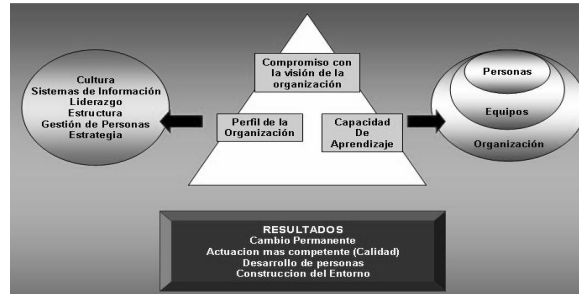 Cultura
Sistemas de Información
Liderazgo
Estructura
Gestión de Personas
Estrategia
Compromiso con
la visión de la
organización
Perfil de la
Organización
Capacidad
De
Aprendizaje
Personas
Equipos
Organización
RESULTADOS
Cambio Permanente
Actuacion mas competente (Calidad)
Desarrollo de personas
Construccion del Entorno